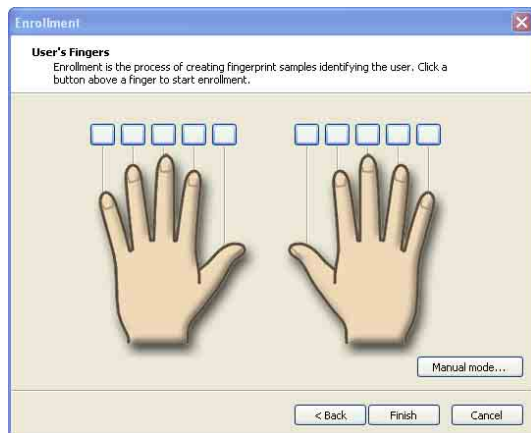 Enrollment
User's Fingers
Enrollment is the process of creating fingerprint samples identifying the user. Click a
button above a finger to start enrollment.
Manual mode...
< Back
Finish
Cancel